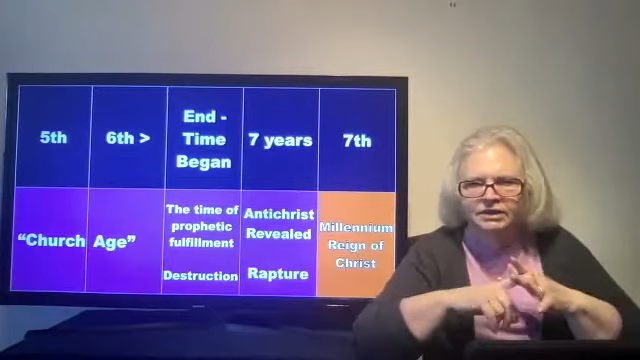 5th
6th >
End -
Time
Began
7 years
7th
"Church Age"
The time of
prophetic
fulfillment
Destruction
Antichrist
Revealed
Rapture
Millennium
Reign of
Christ